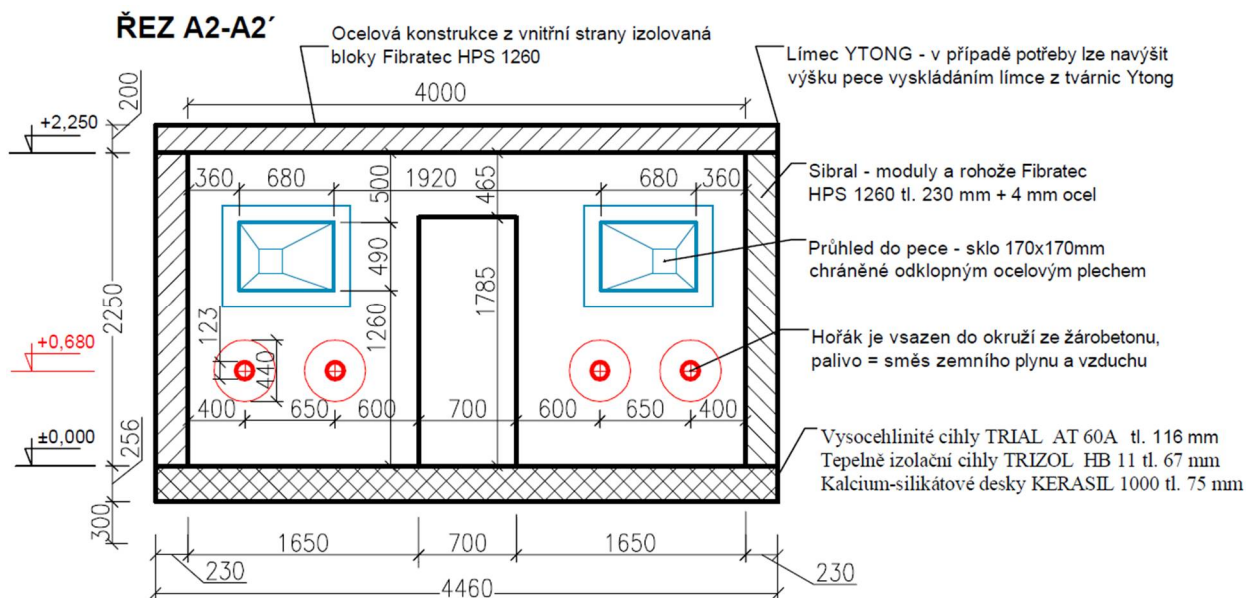 ŘEZ A2-A2´
Ocelová konstrukce z vnitřní strany izolovaná
bloky Fibratec HPS 1260
Límec YTONG - v případě potřeby lze navýšit
výšku pece vyskládáním límce z tvárnic Ytong
200
4000
+2,250
360 680 1920 680 360
500
465
Sibral - moduly a rohože Fibratec
HPS 1260 tl. 230 mm + 4 mm ocel
Průhled do pece - sklo 170x170mm
chráněné odklopným ocelovým plechem
490
1785
2250
1260
123
440
+0,680
Hořák je vsazen do okruží ze žárobetonu,
palivo = směs zemního plynu a vzduchu
400 650 600 700 600 650 400
±0,000
256
Vysocehlinité cihly TRIAL AT 60A tl. 116 mm
Tepelně izolační cihly TRIZOL HB 11 tl. 67 mm
Kalcium-silikátové desky KERASIL 1000 tl. 75 mm
300
1650 700 1650
230 230
4460